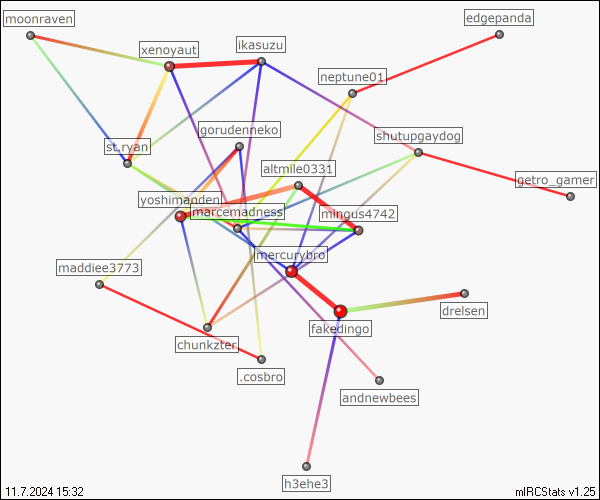 moonraven
edgepanda
xenoyaut
ikasuzu
neptune01
gorudenneko
shutupgaydog
st.ryan
altmile0331
getro_gamer
yoshimanden
marcemadness
mingus4742
mercurybro
maddiee3773
drelsen
fakedingo
chunkzter
.cosbro
andnewbees
h3ehe3
11.7.2024 15:32
mIRCStats v1.25